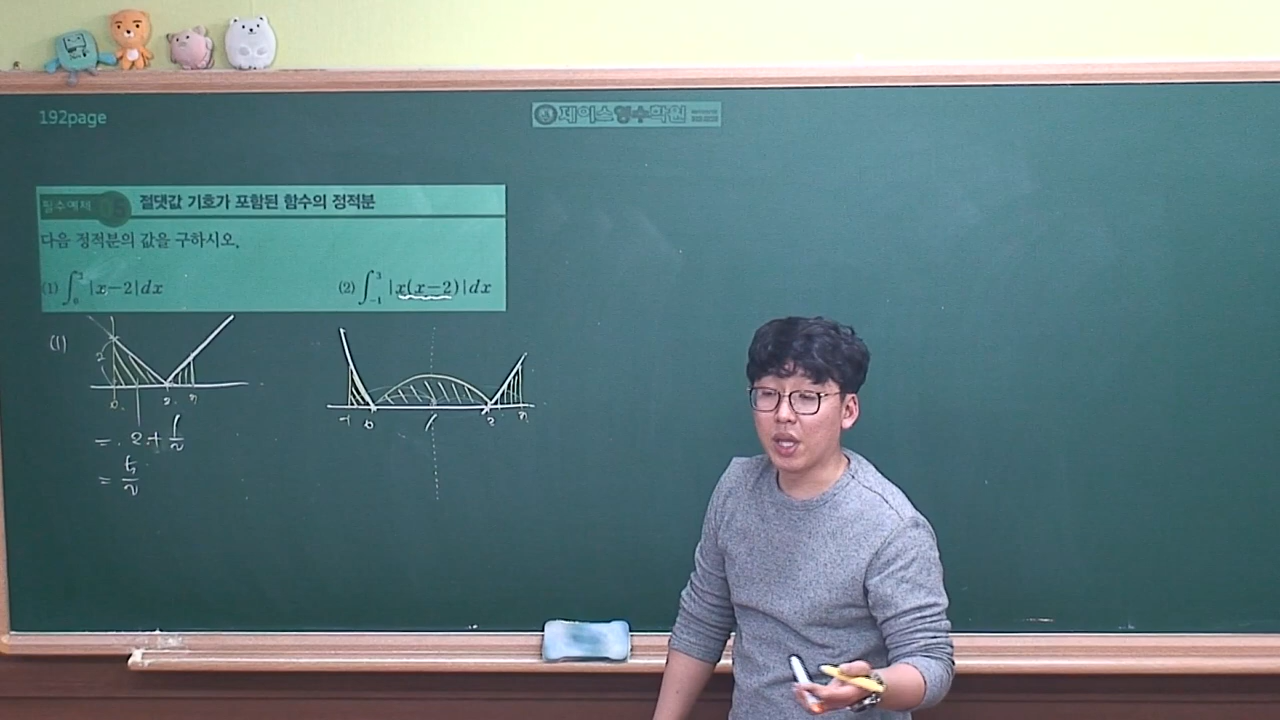 192page
제이스영수학원
필수예제 05 절댓값 기호가 포함된 함수의 정적분
다음 정적분의 값을 구하시오.
(1) ∫₀³ |x−2|dx (2) ∫₋₁³ |x(x−2)|dx
(1)
2
0 2 3 -1 0 1 2 3
= 2 + 1/2
= 5/2